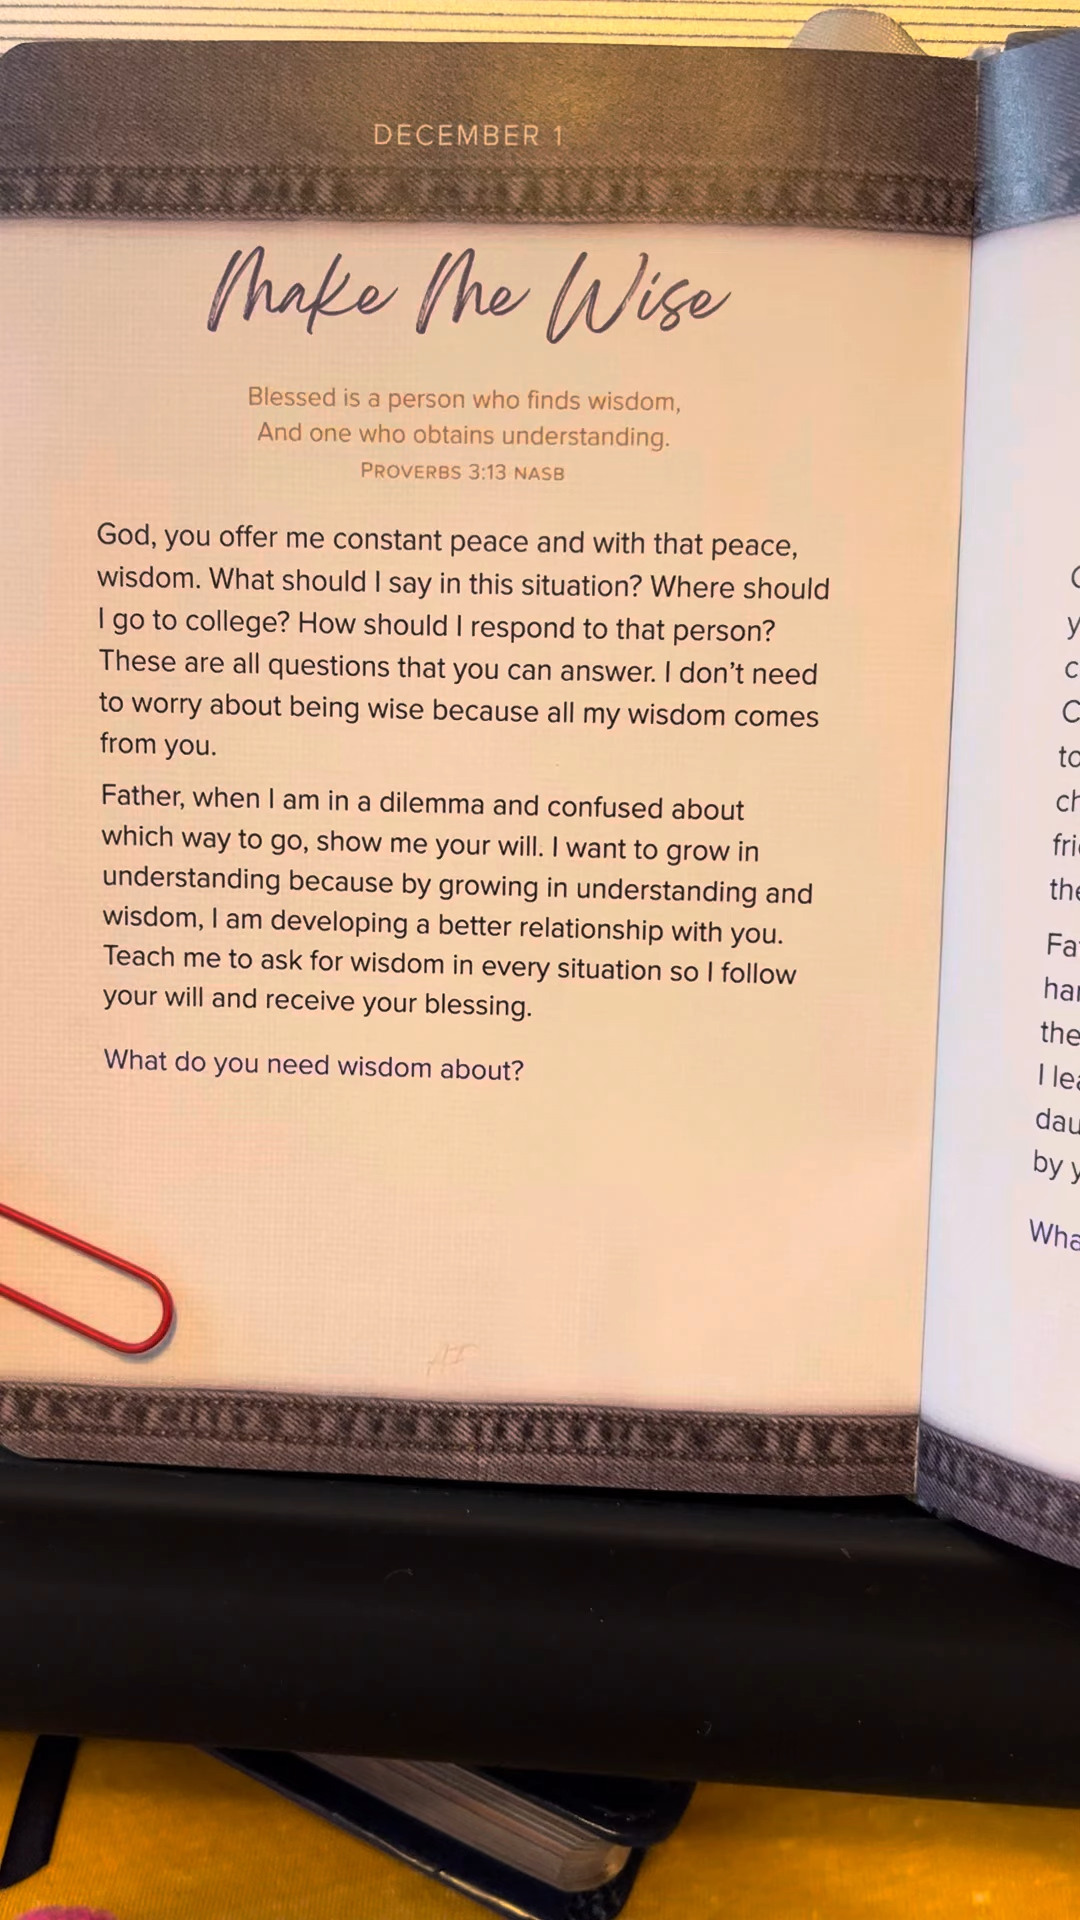 DECEMBER 1
Make Me Wise
Blessed is a person who finds wisdom,
And one who obtains understanding.
PROVERBS 3:13 NASB
God, you offer me constant peace and with that peace,
wisdom. What should I say in this situation? Where should
I go to college? How should I respond to that person?
These are all questions that you can answer. I don't need
to worry about being wise because all my wisdom comes
from you.
Father, when I am in a dilemma and confused about
which way to go, show me your will. I want to grow in
understanding because by growing in understanding and
wisdom, I am developing a better relationship with you.
Teach me to ask for wisdom in every situation so I follow
your will and receive your blessing.
What do you need wisdom about?
by